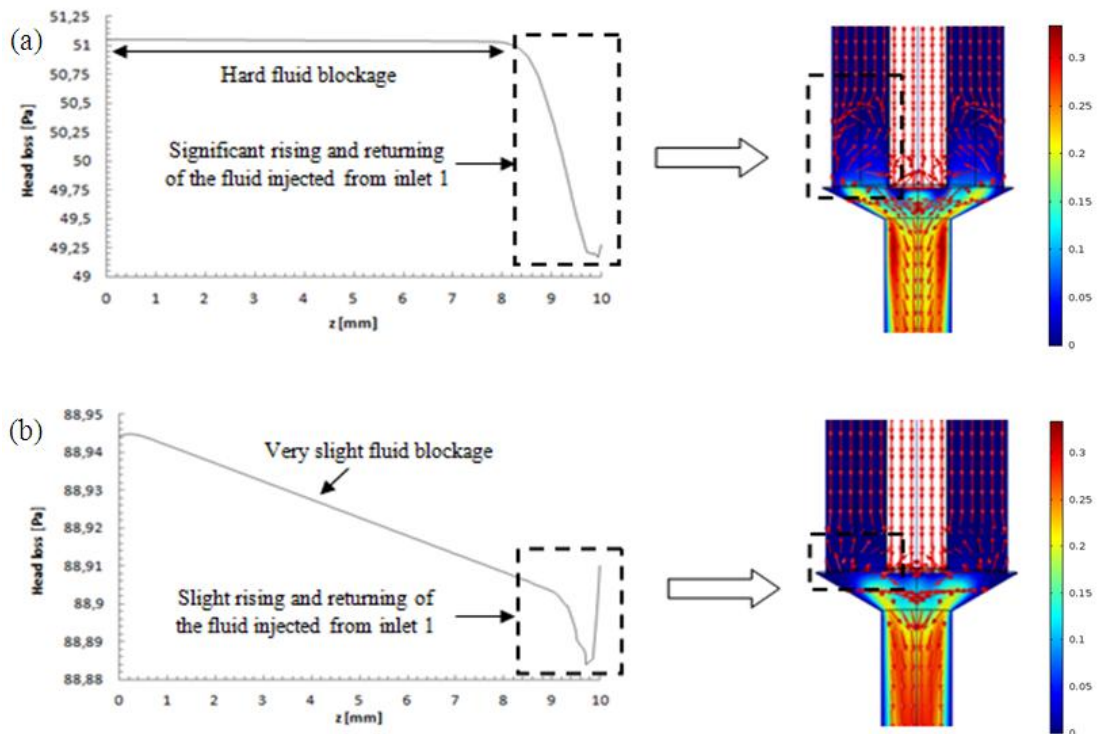 (a)
Head loss [Pa]
51,25
51
50,75
50,5
50,25
50
49,75
49,5
49,25
49
Hard fluid blockage
Significant rising and returning
of the fluid injected from inlet 1
0 1 2 3 4 5 6 7 8 9 10
z [mm]
0.3
0.25
0.2
0.15
0.1
0.05
0
(b)
Head loss [Pa]
88,95
88,94
88,93
88,92
88,91
88,9
88,89
88,88
Very slight fluid blockage
Slight rising and returning of
the fluid injected from inlet 1
0 1 2 3 4 5 6 7 8 9 10
z [mm]
0.3
0.25
0.2
0.15
0.1
0.05
0